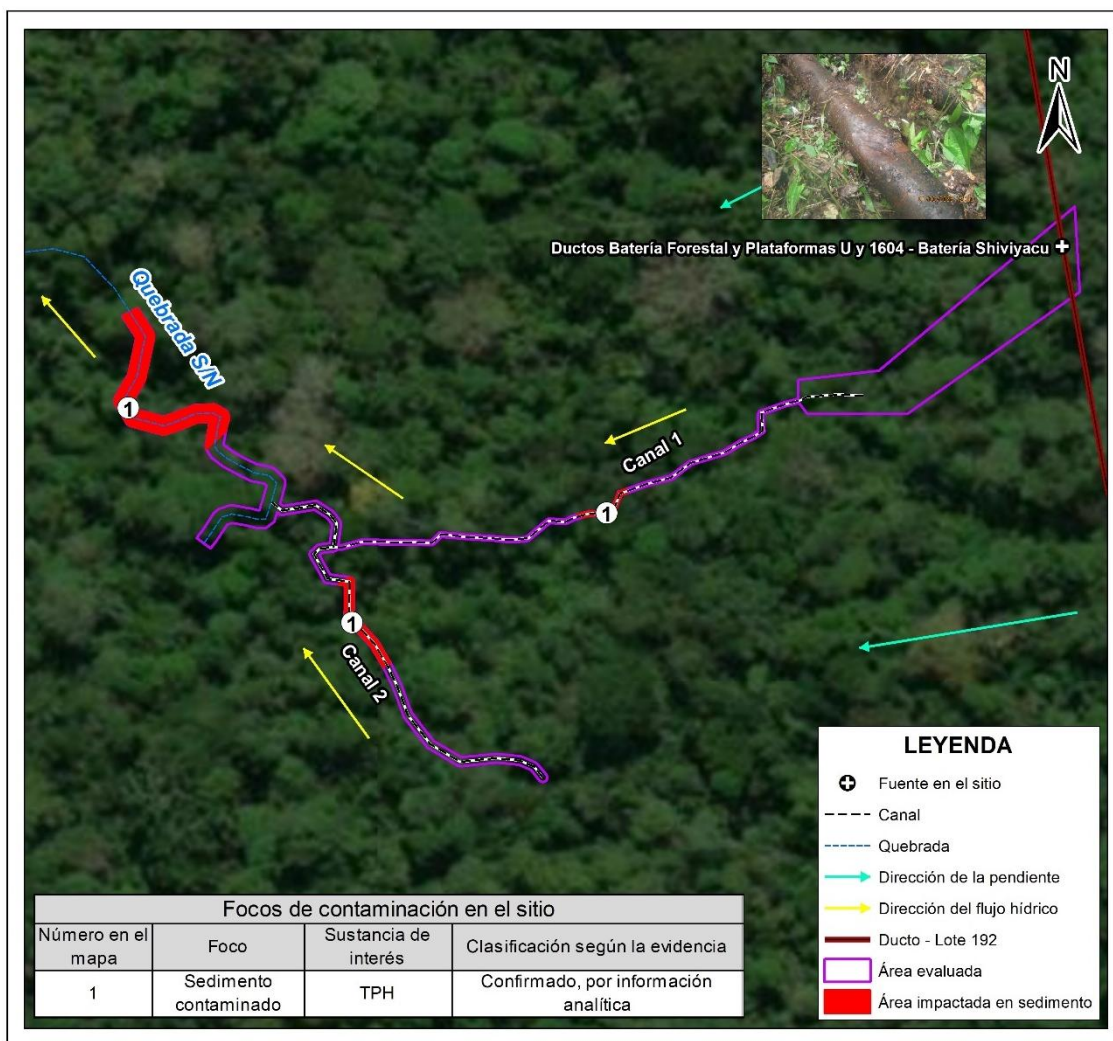 N
Ductos Batería Forestal y Plataformas U y 1604 - Batería Shiviyacu
Quebrada S/N
1
Canal 1
1
1
Canal 2
LEYENDA
Fuente en el sitio
Canal
Quebrada
Dirección de la pendiente
Dirección del flujo hídrico
Ducto - Lote 192
Área evaluada
Área impactada en sedimento
Focos de contaminación en el sitio
Número en el mapa
Foco
Sustancia de interés
Clasificación según la evidencia
1
Sedimento contaminado
TPH
Confirmado, por información analítica